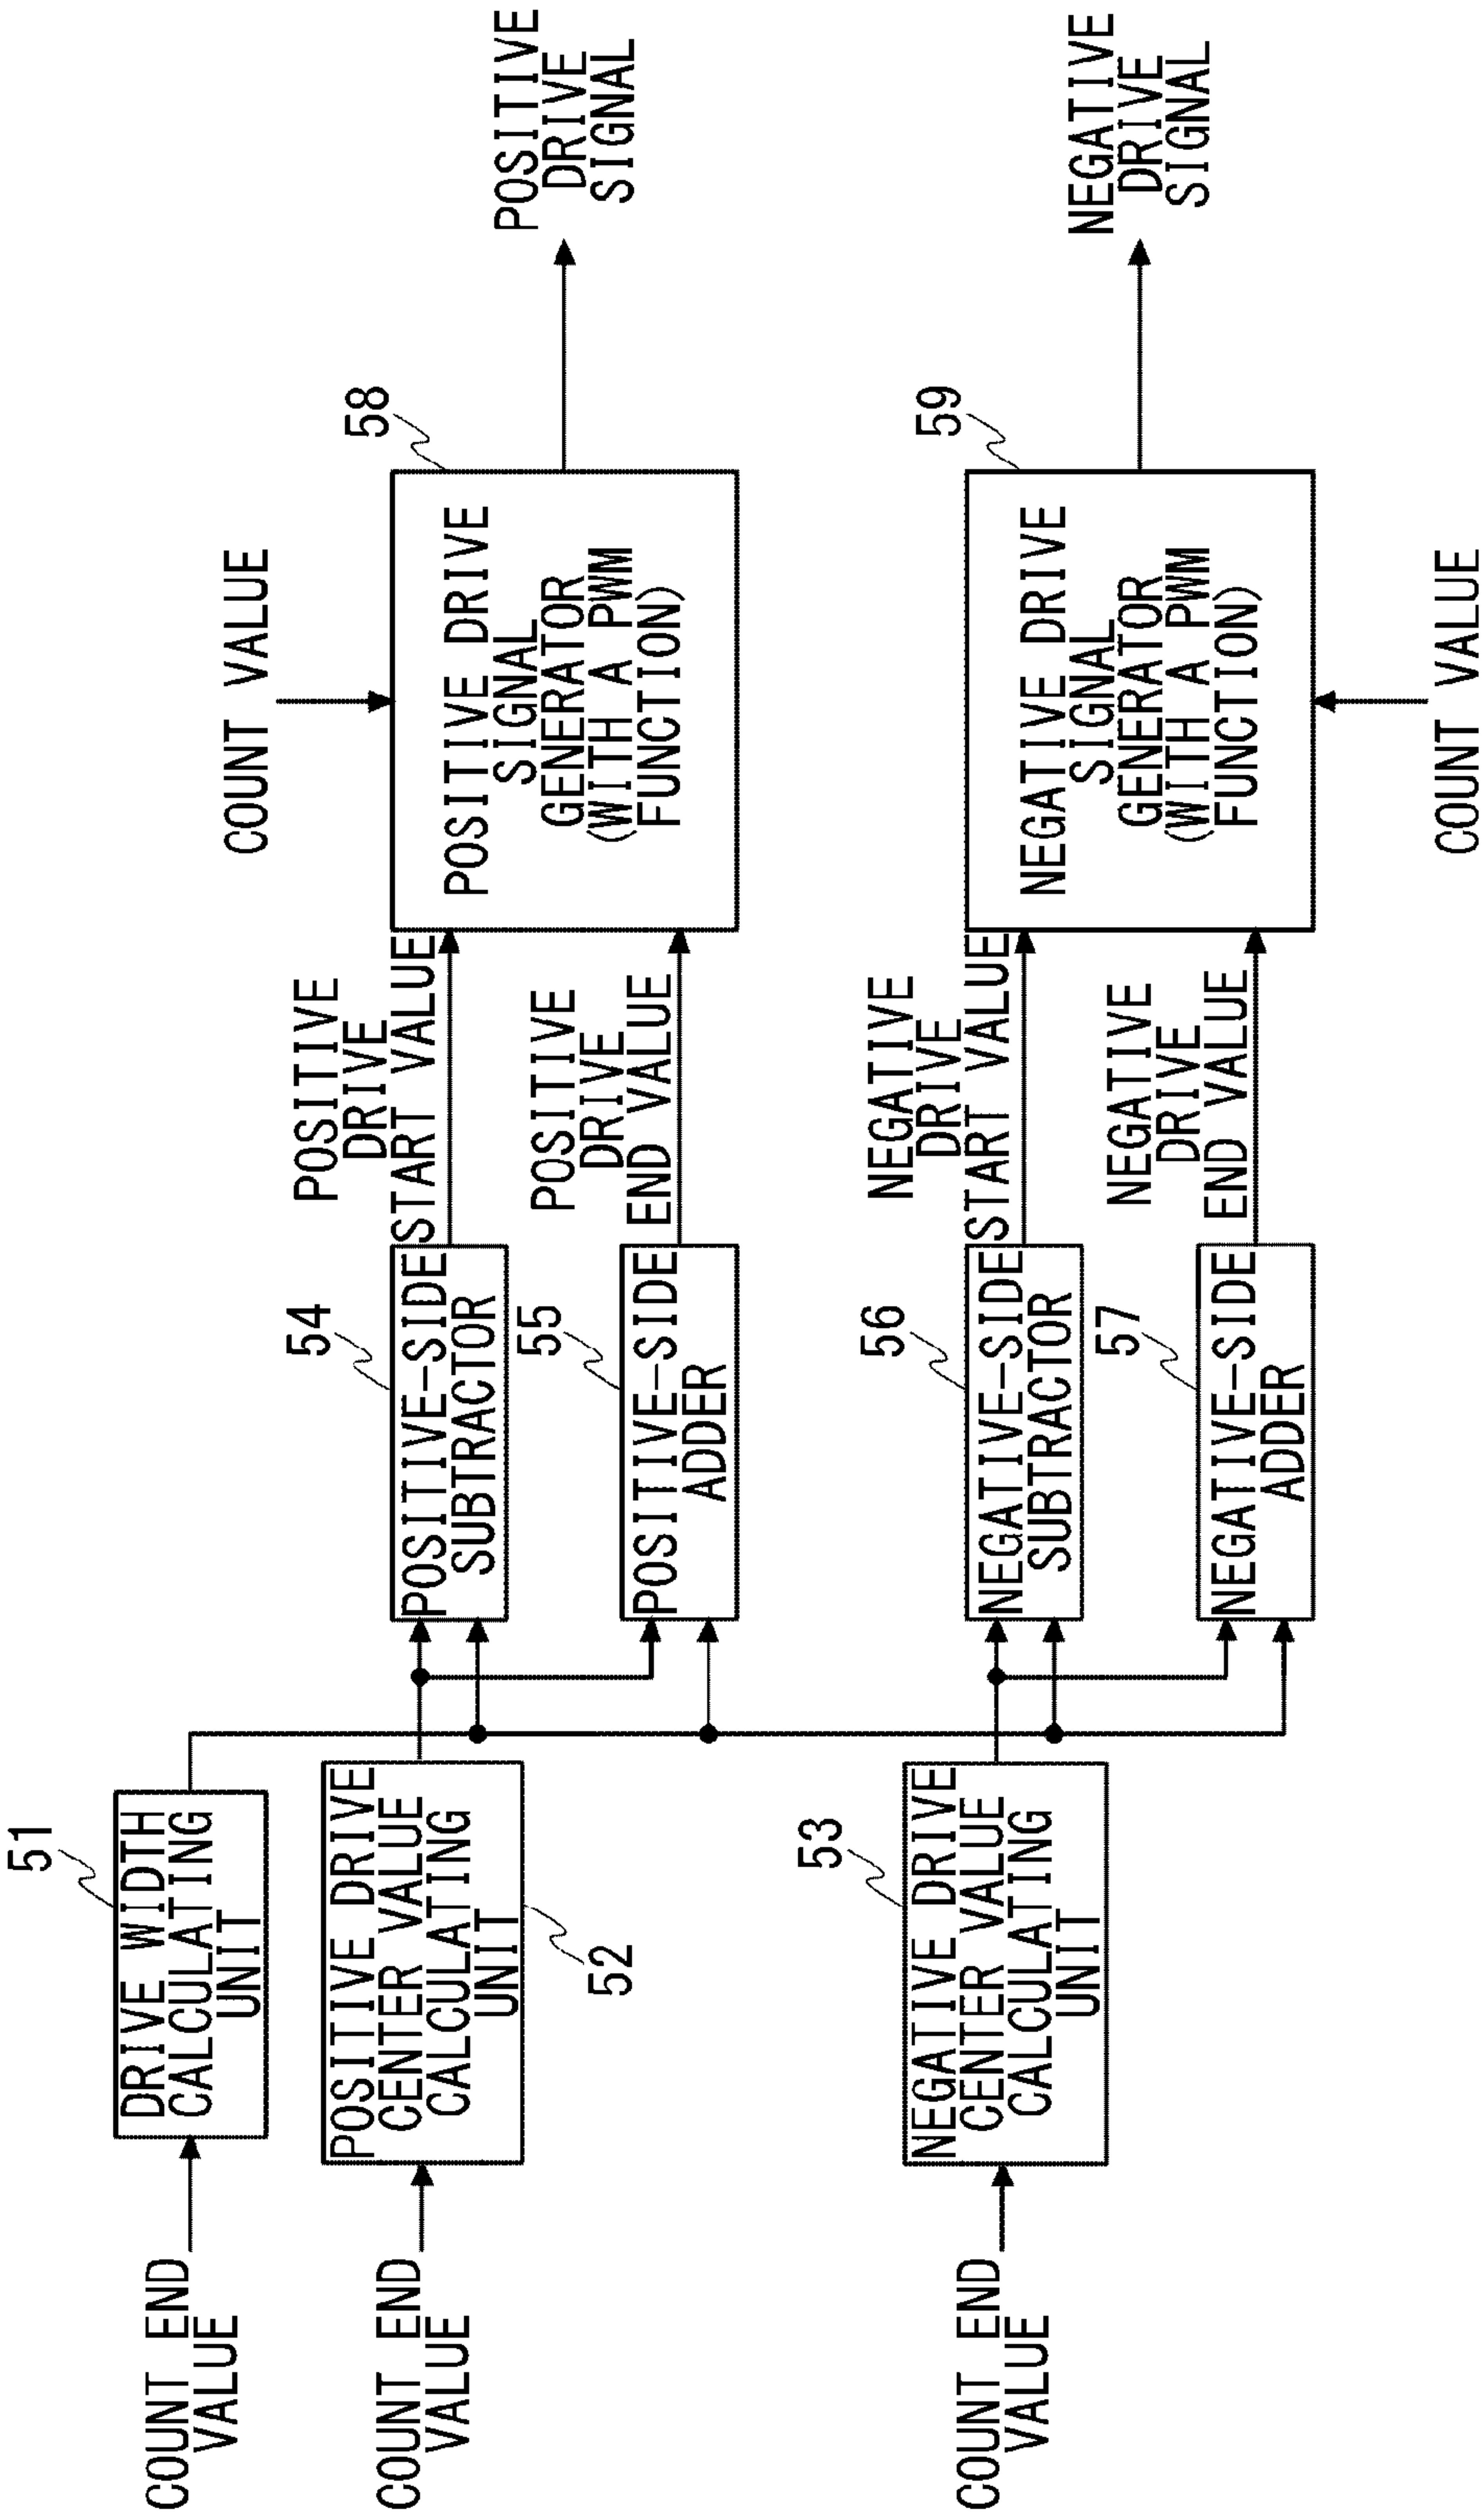 COUNT END
VALUE
51
DRIVE WIDTH
CALCULATING
UNIT
COUNT END
VALUE
POSITIVE DRIVE
CENTER VALUE
CALCULATING
UNIT
52
COUNT END
VALUE
53
NEGATIVE DRIVE
CENTER VALUE
CALCULATING
UNIT
54
POSITIVE-SIDE
SUBTRACTOR
55
POSITIVE-SIDE
ADDER
56
NEGATIVE-SIDE
SUBTRACTOR
57
NEGATIVE-SIDE
ADDER
POSITIVE
DRIVE
START VALUE
POSITIVE
DRIVE
END VALUE
NEGATIVE
DRIVE
START VALUE
NEGATIVE
DRIVE
END VALUE
COUNT VALUE
58
POSITIVE DRIVE
SIGNAL
GENERATOR
(WITH A PWM
FUNCTION)
59
NEGATIVE DRIVE
SIGNAL
GENERATOR
(WITH A PWM
FUNCTION)
COUNT VALUE
POSITIVE
DRIVE
SIGNAL
NEGATIVE
DRIVE
SIGNAL